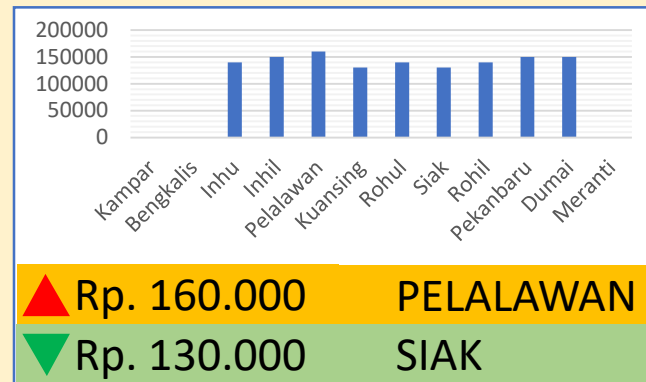 200000
150000
100000
50000
0
Kampar
Bengkalis
Inhu
Inhil
Pelalawan
Kuansing
Rohul
Siak
Rohil
Pekanbaru
Dumai
Meranti
Rp. 160.000 PELALAWAN
Rp. 130.000 SIAK